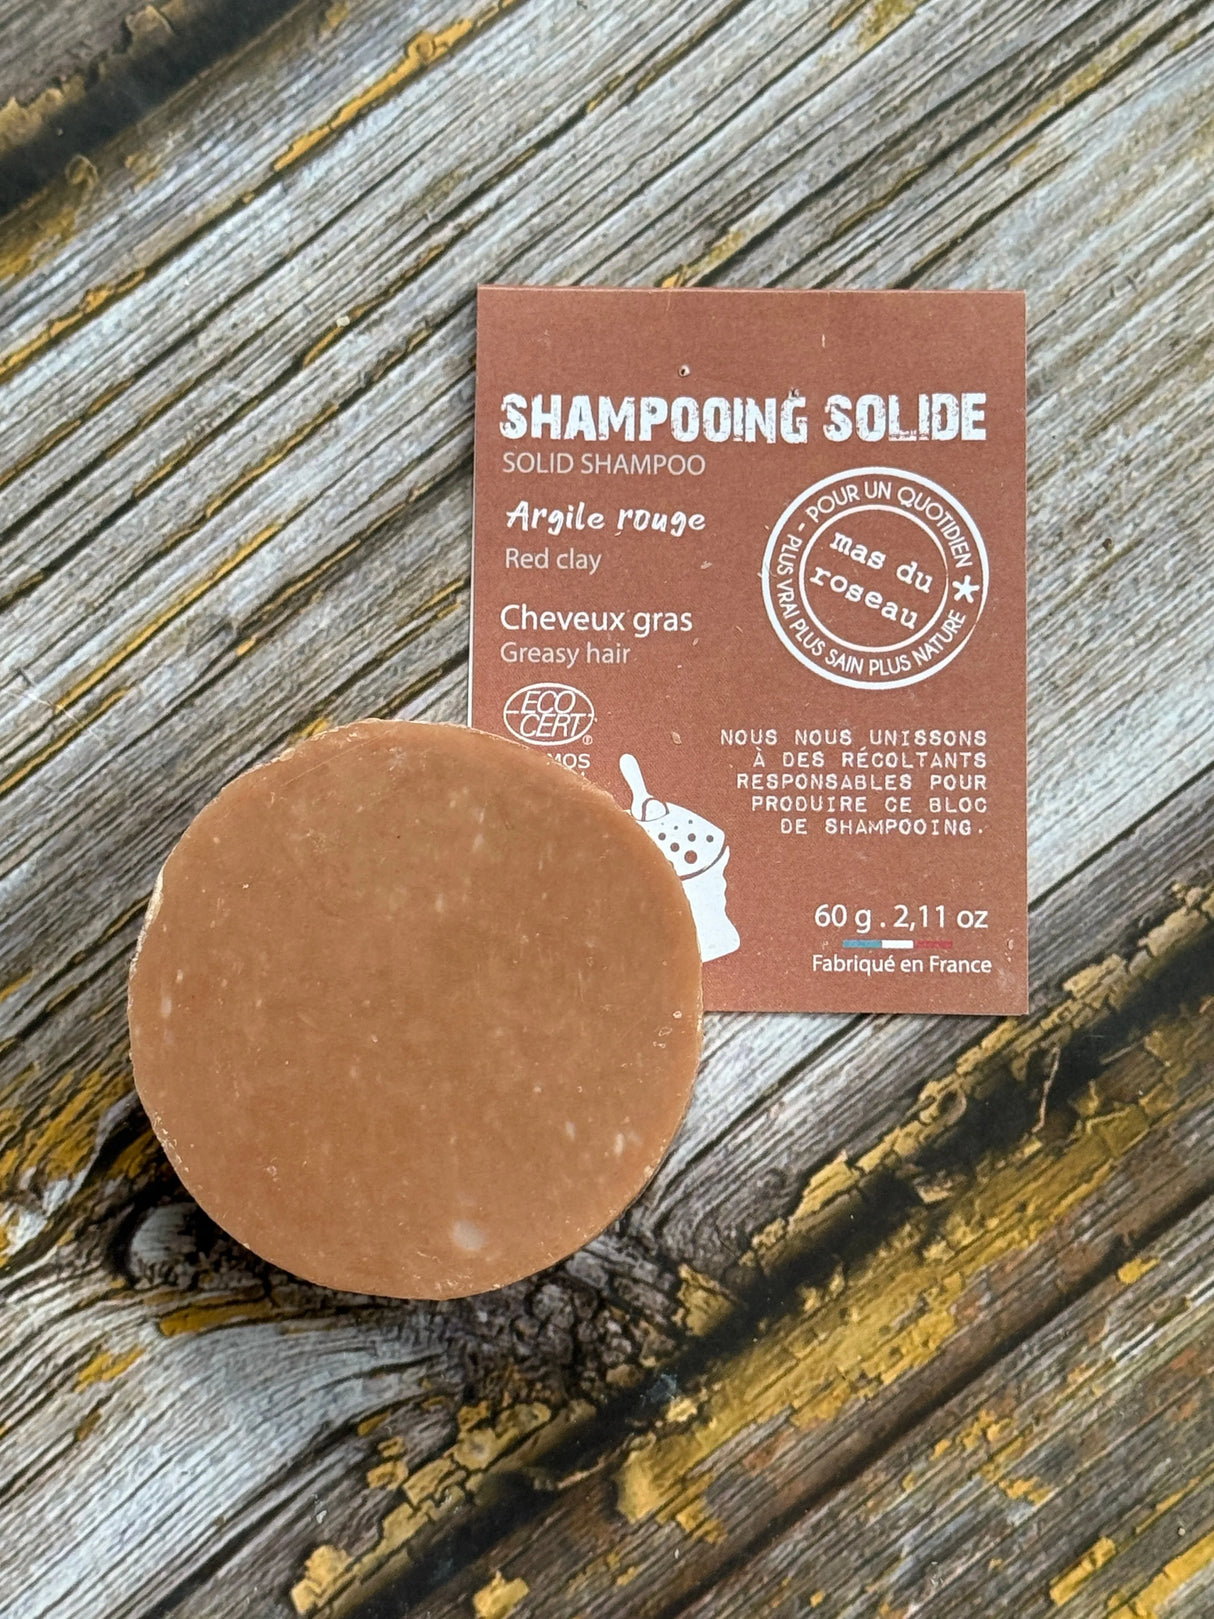 SHAMPOOING SOLIDE
SOLID SHAMPOO
Argile rouge
Red clay
POUR UN QUOTIDIEN * PLUS VRAI PLUS SAIN PLUS NATURE -
mas du
roseau
Cheveux gras
Greasy hair
ECO
CERT®
NOUS NOUS UNISSONS
À DES RÉCOLTANTS
RESPONSABLES POUR
PRODUIRE CE BLOC
DE SHAMPOOING.
60 g . 2,11 oz
Fabriqué en France